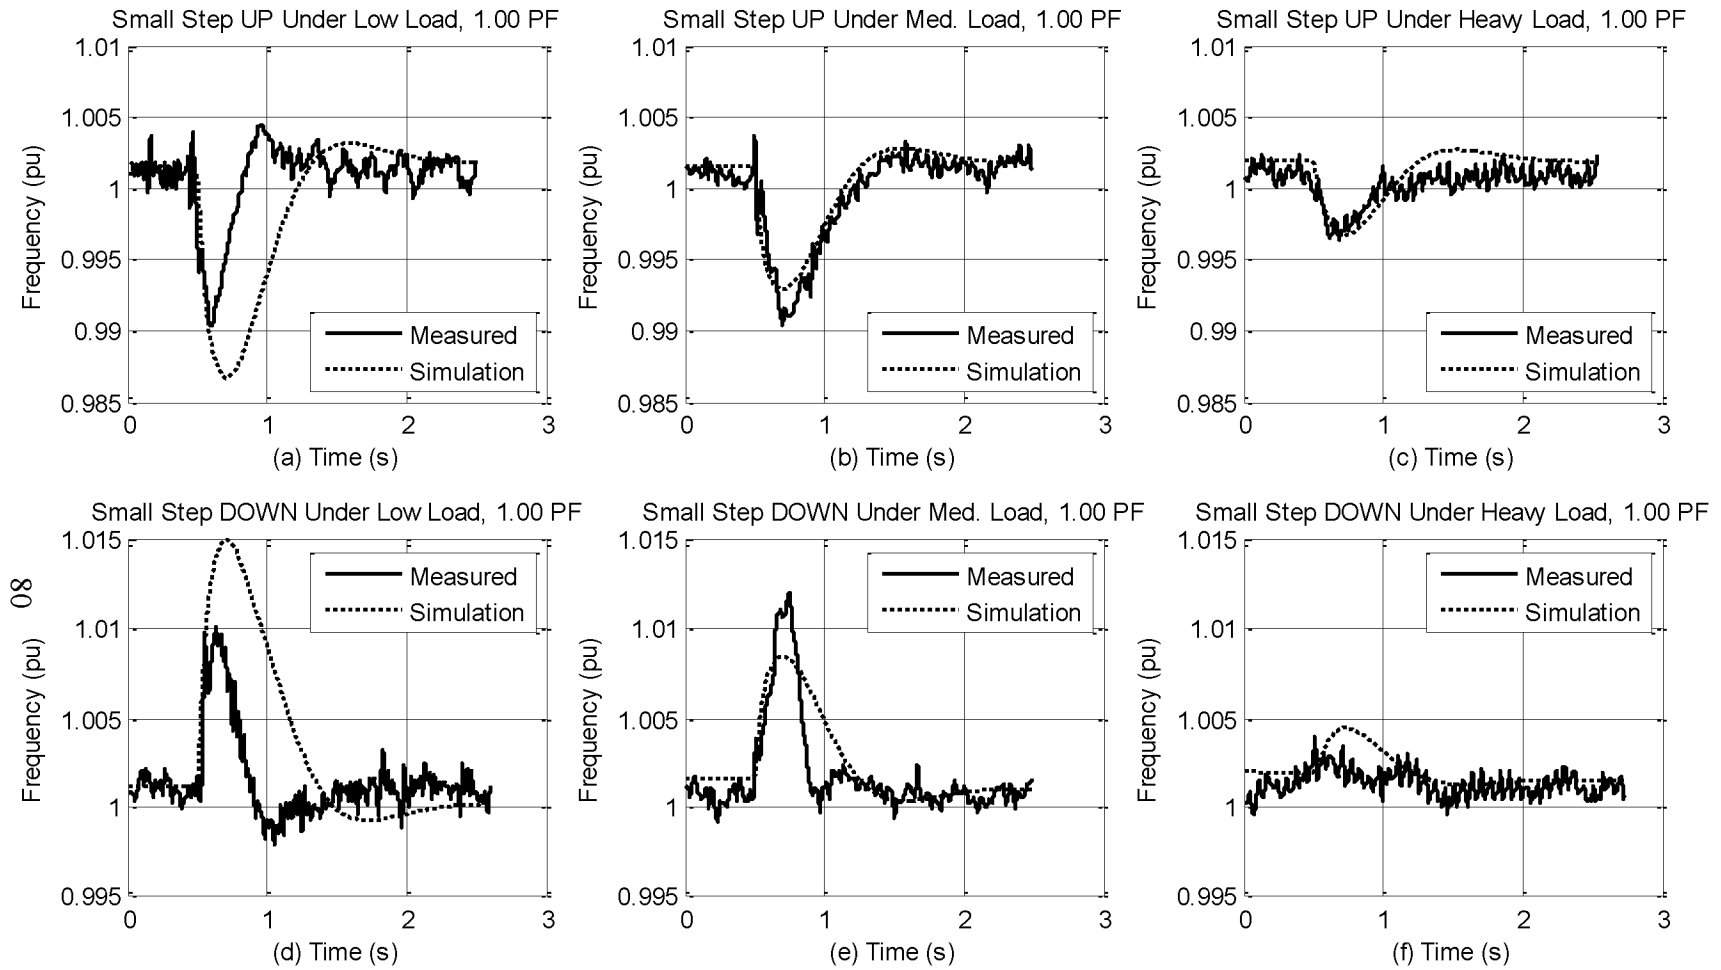 Small Step UP Under Low Load, 1.00 PF
1.01
1.005
1
0.995
0.99
0.985
Frequency (pu)
Measured
Simulation
0 1 2 3
(a) Time (s)
Small Step UP Under Med. Load, 1.00 PF
1.01
1.005
1
0.995
0.99
0.985
Frequency (pu)
Measured
Simulation
0 1 2 3
(b) Time (s)
Small Step UP Under Heavy Load, 1.00 PF
1.01
1.005
1
0.995
0.99
0.985
Frequency (pu)
Measured
Simulation
0 1 2 3
(c) Time (s)
Small Step DOWN Under Low Load, 1.00 PF
1.015
1.01
1.005
1
0.995
Frequency (pu)
Measured
Simulation
0 1 2 3
(d) Time (s)
Small Step DOWN Under Med. Load, 1.00 PF
1.015
1.01
1.005
1
0.995
Frequency (pu)
Measured
Simulation
0 1 2 3
(e) Time (s)
Small Step DOWN Under Heavy Load, 1.00 PF
1.015
1.01
1.005
1
0.995
Frequency (pu)
Measured
Simulation
0 1 2 3
(f) Time (s)
80